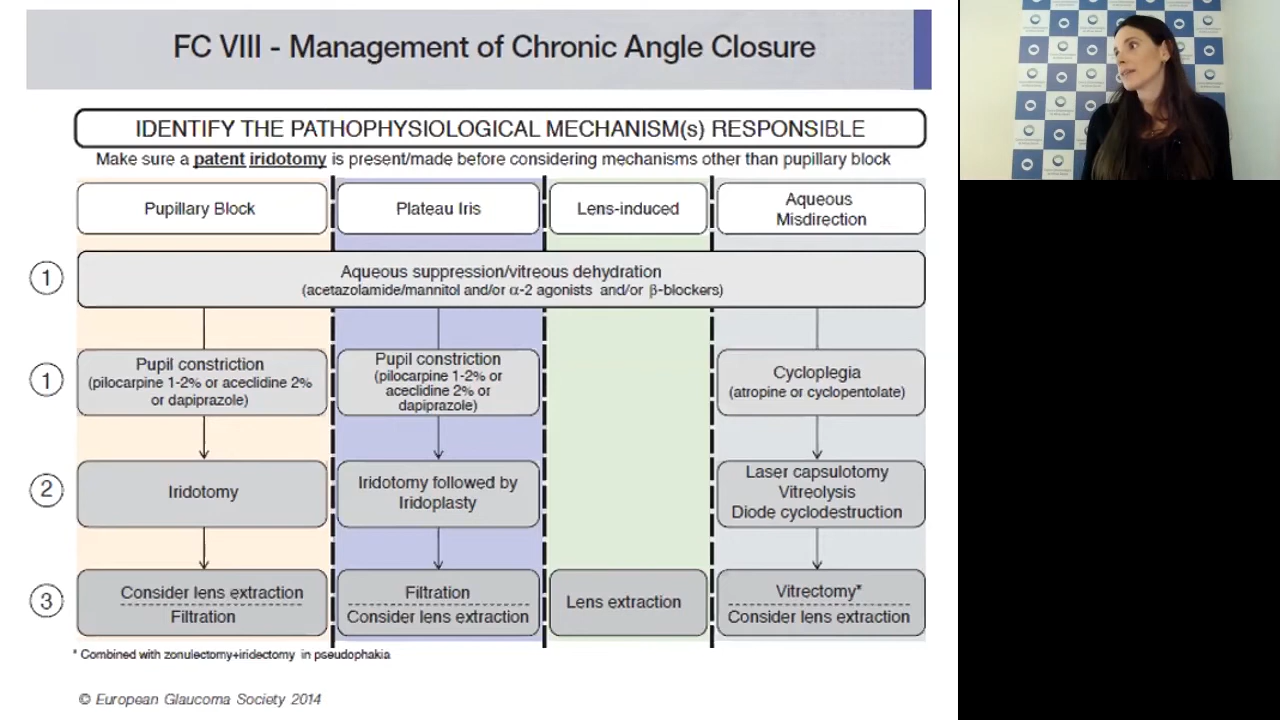 FC VIII - Management of Chronic Angle Closure
IDENTIFY THE PATHOPHYSIOLOGICAL MECHANISM(s) RESPONSIBLE
Make sure a patent iridotomy is present/made before considering mechanisms other than pupillary block
Pupillary Block
Plateau Iris
Lens-induced
Aqueous
Misdirection
1
Aqueous suppression/vitreous dehydration
(acetazolamide/mannitol and/or α-2 agonists and/or β-blockers)
1
Pupil constriction
(pilocarpine 1-2% or aceclidine 2%
or dapiprazole)
Pupil constriction
(pilocarpine 1-2% or
aceclidine 2% or
dapiprazole)
Cycloplegia
(atropine or cyclopentolate)
2
Iridotomy
Iridotomy followed by
Iridoplasty
Laser capsulotomy
Vitreolysis
Diode cyclodestruction
3
Consider lens extraction
Filtration
Filtration
Consider lens extraction
Lens extraction
Vitrectomy*
Consider lens extraction
* Combined with zonulectomy+iridectomy in pseudophakia
© European Glaucoma Society 2014